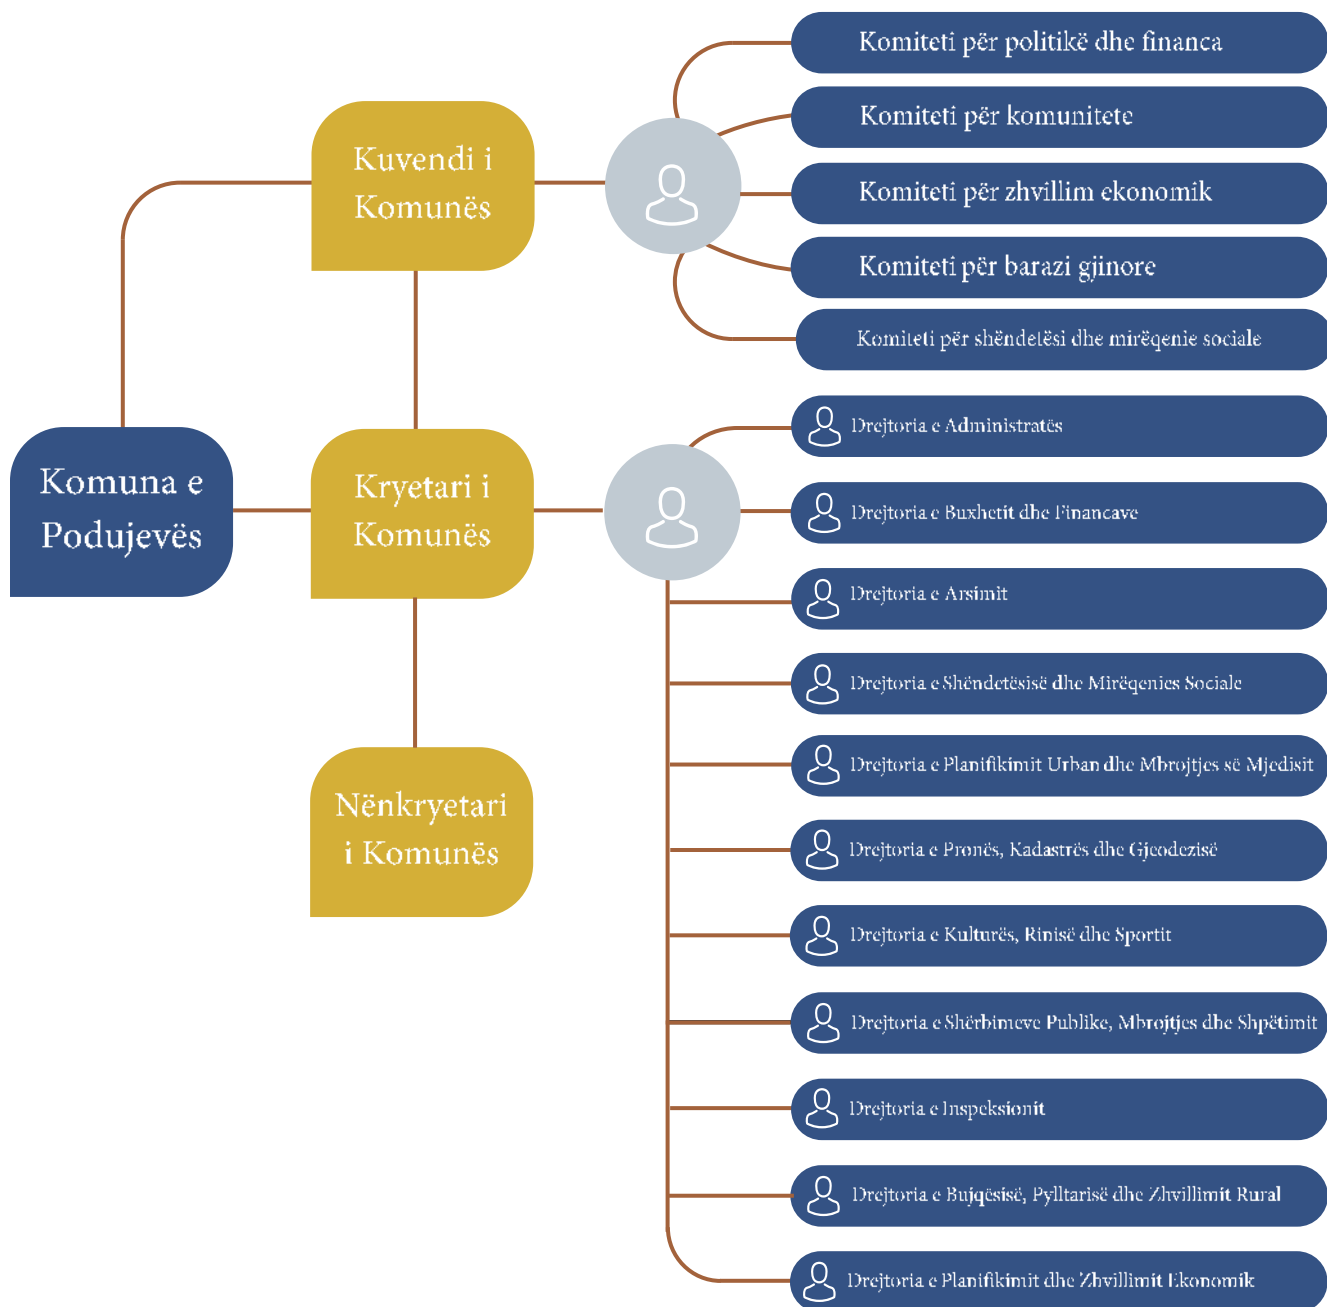 Komiteti për politikë dhe financa
Komiteti për komunitete
Kuvendi i
Komunës
Komiteti për zhvillim ekonomik
Komiteti për barazi gjinore
Komiteti për shëndetësi dhe mirëqenie sociale
Komuna e
Podujevës
Kryetari i
Komunës
Drejtoria e Administratës
Drejtoria e Buxhetit dhe Financave
Drejtoria e Arsimit
Drejtoria e Shëndetësisë dhe Mirëqenies Sociale
Nënkryetari
i Komunës
Drejtoria e Planifikimit Urban dhe Mbrojtjes së Mjedisit
Drejtoria e Pronës, Kadastrës dhe Gjeodezisë
Drejtoria e Kulturës, Rinisë dhe Sportit
Drejtoria e Shërbimeve Publike, Mbrojtjes dhe Shpëtimit
Drejtoria e Inspeksionit
Drejtoria e Bujqësisë, Pylltarisë dhe Zhvillimit Rural
Drejtoria e Planifikimit dhe Zhvillimit Ekonomik